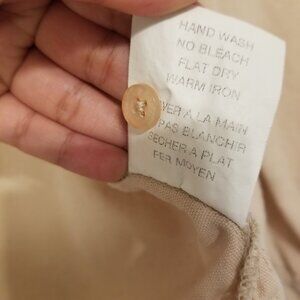 HAND WASH
NO BLEACH
FLAT DRY
WARM IRON
VER A LA MAIN
PAS BLANCHIR
SECHER A PLAT
FER MOYEN